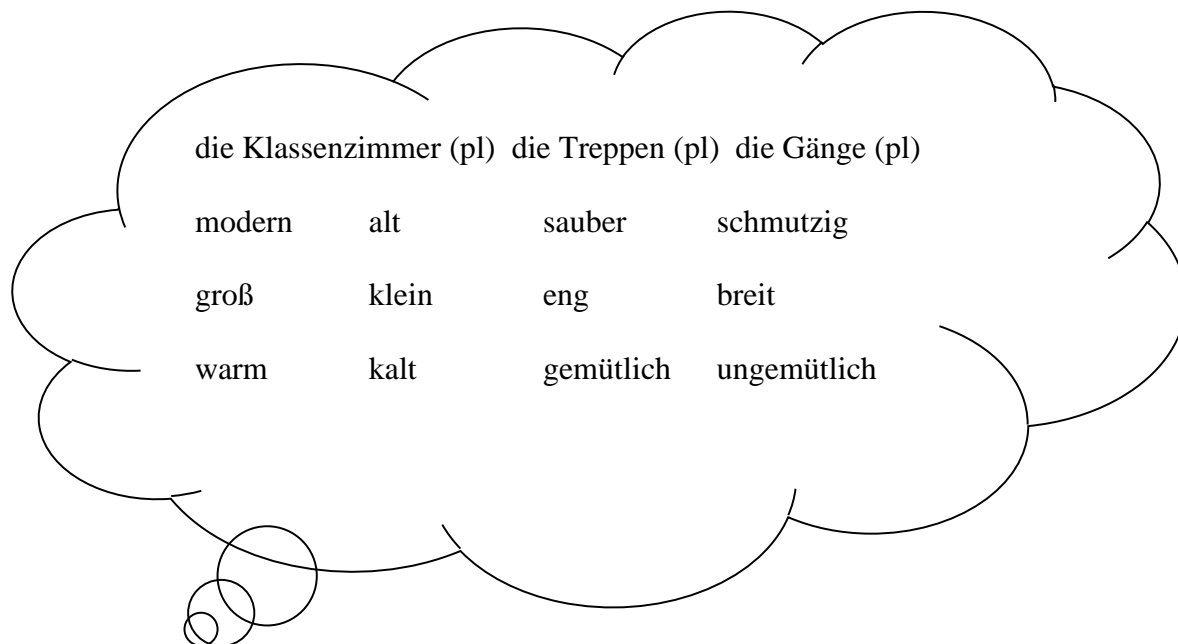 die Klassenzimmer (pl) die Treppen (pl) die Gänge (pl)
modern alt sauber schmutzig
groß klein eng breit
warm kalt gemütlich ungemütlich